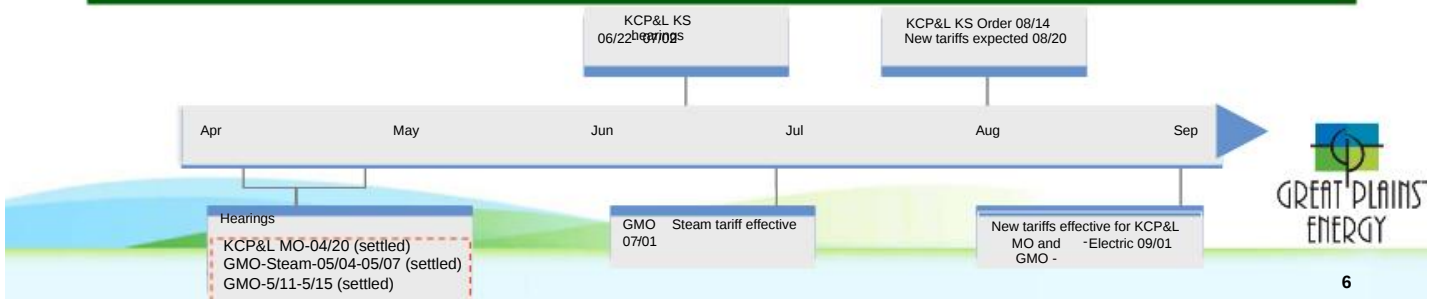 KCP&L KS
hearings
06/22- 07/02
KCP&L KS Order 08/14
New tariffs expected 08/20
Apr May Jun Jul Aug Sep
Hearings
KCP&L MO-04/20 (settled)
GMO-Steam-05/04-05/07 (settled)
GMO-5/11-5/15 (settled)
GMO Steam tariff effective
07/01
New tariffs effective for KCP&L
MO and -Electric 09/01
GMO -
GREAT PLAINS
ENERGY
6